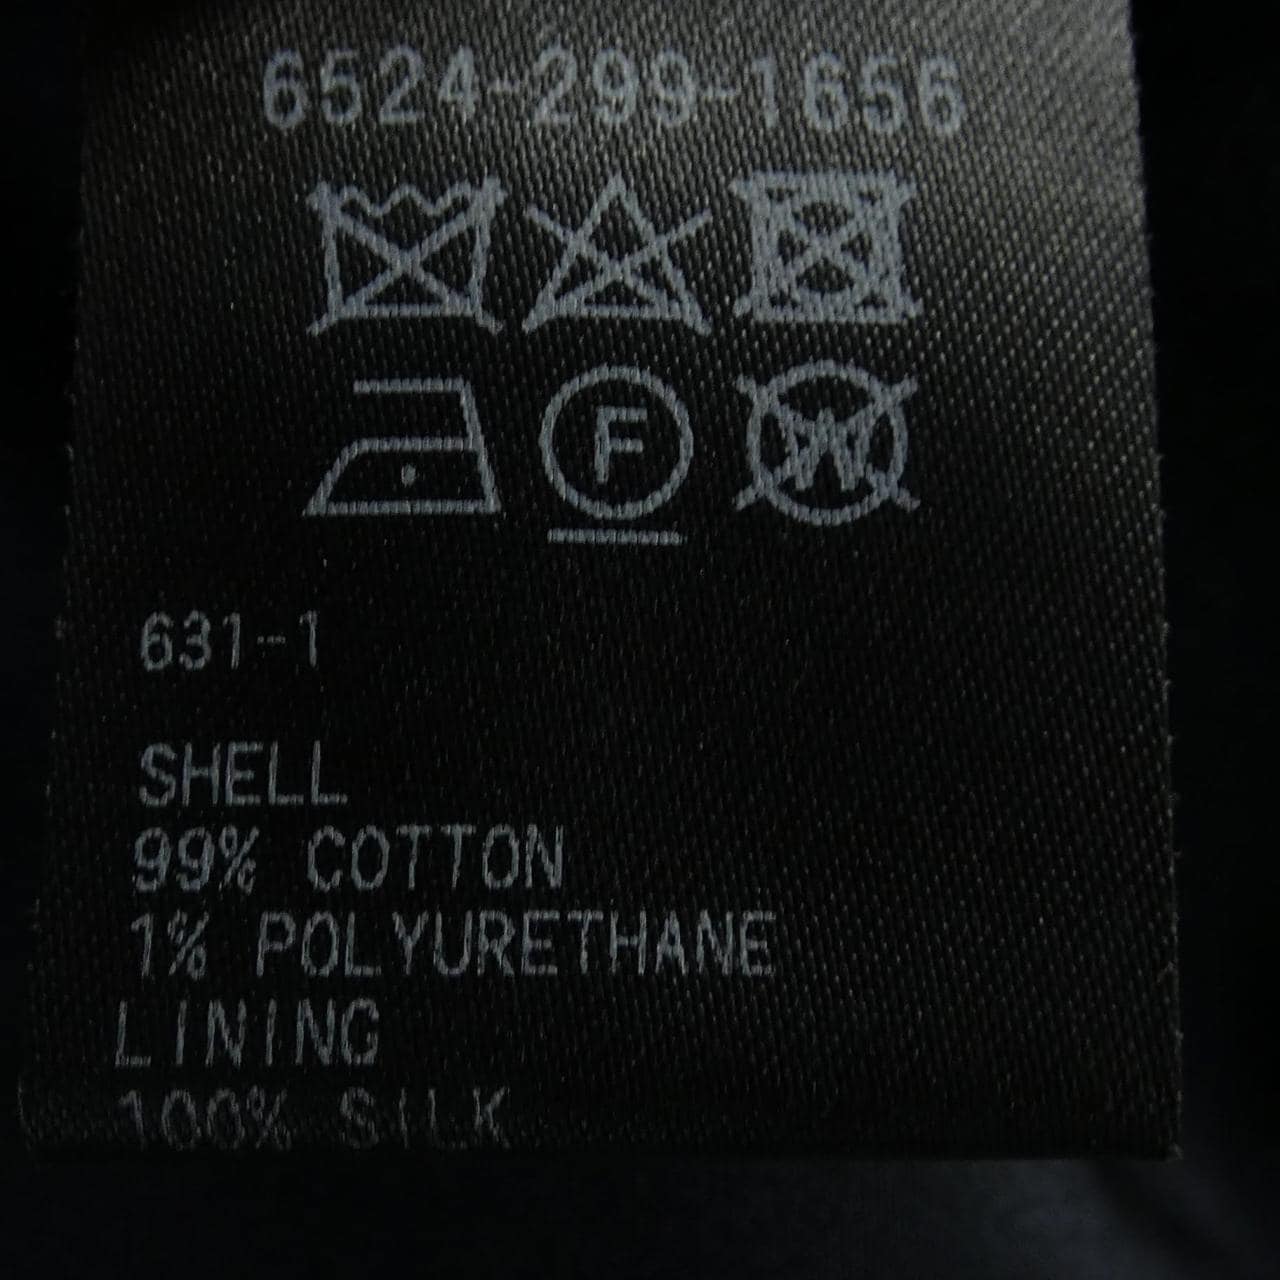 6524-299-1656
F
W
631-1
SHELL
99% COTTON
1% POLYURETHANE
LINING
100% SILK